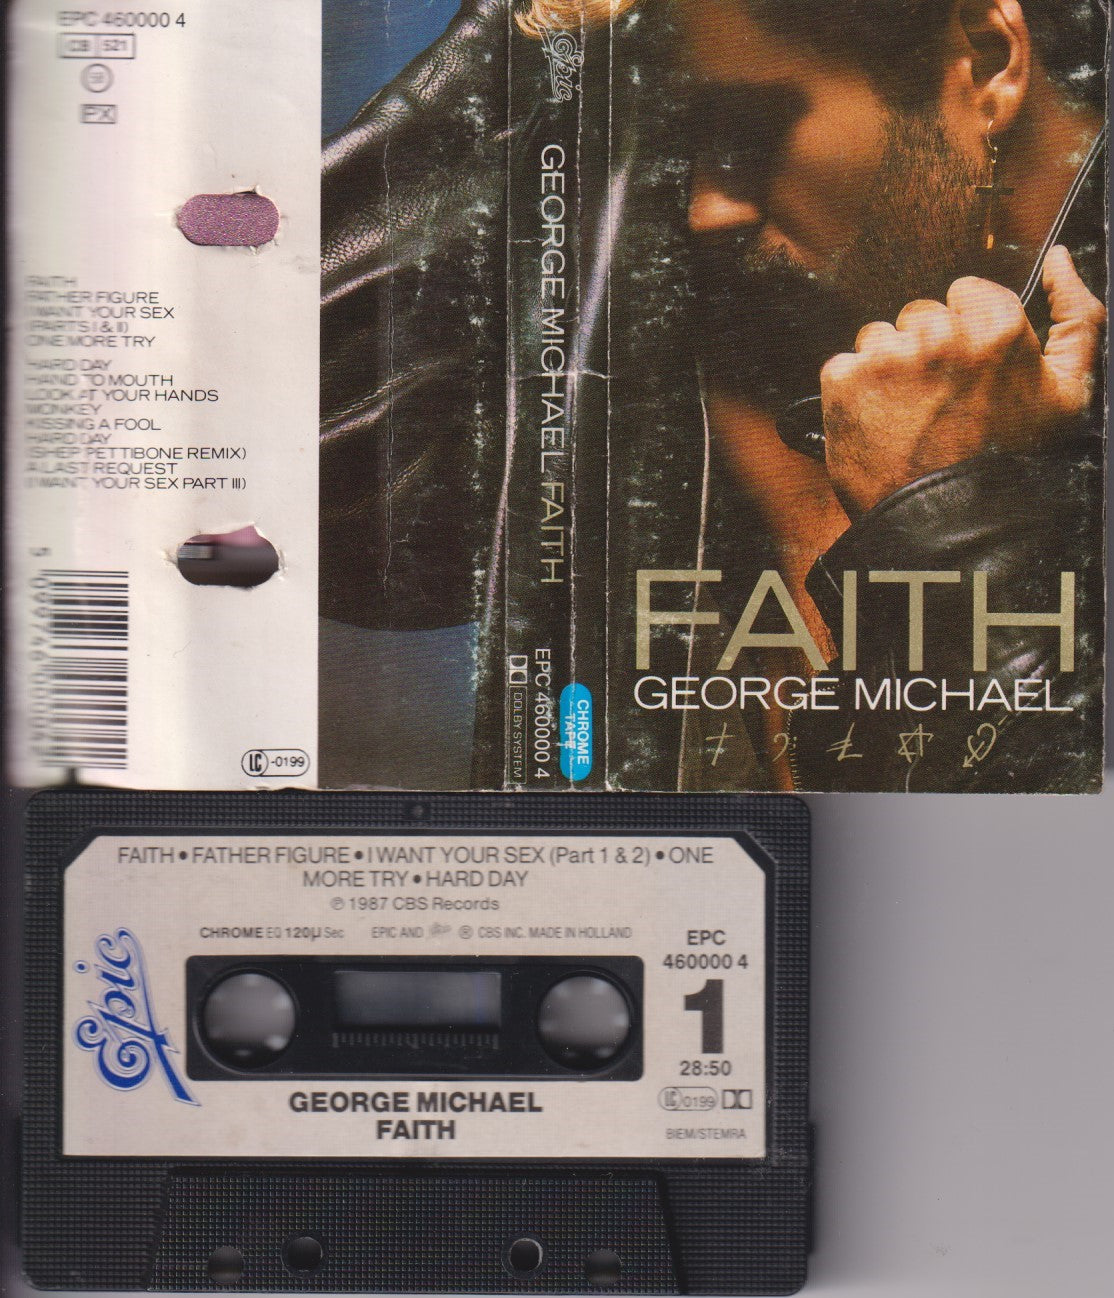 EPC 460000 4
CB 521
PX
FAITH
FATHER FIGURE
I WANT YOUR SEX
(PARTS I & II)
ONE MORE TRY
HARD DAY
HAND TO MOUTH
LOOK AT YOUR HANDS
MONKEY
KISSING A FOOL
HARD DAY
(SHEP PETTIBONE REMIX)
A LAST REQUEST
(I WANT YOUR SEX PART III)
LC -0199
Epic
GEORGE MICHAEL FAITH
EPC 460000 4
DOLBY SYSTEM
CHROME
TAPE
FAITH
GEORGE MICHAEL
FAITH • FATHER FIGURE • I WANT YOUR SEX (Part 1 & 2) • ONE
MORE TRY • HARD DAY
℗ 1987 CBS Records
CHROME EQ 120µ Sec EPIC AND ® CBS INC. MADE IN HOLLAND
EPC
460000 4
1
28:50
LC 0199
BIEM/STEMRA
Epic
GEORGE MICHAEL
FAITH